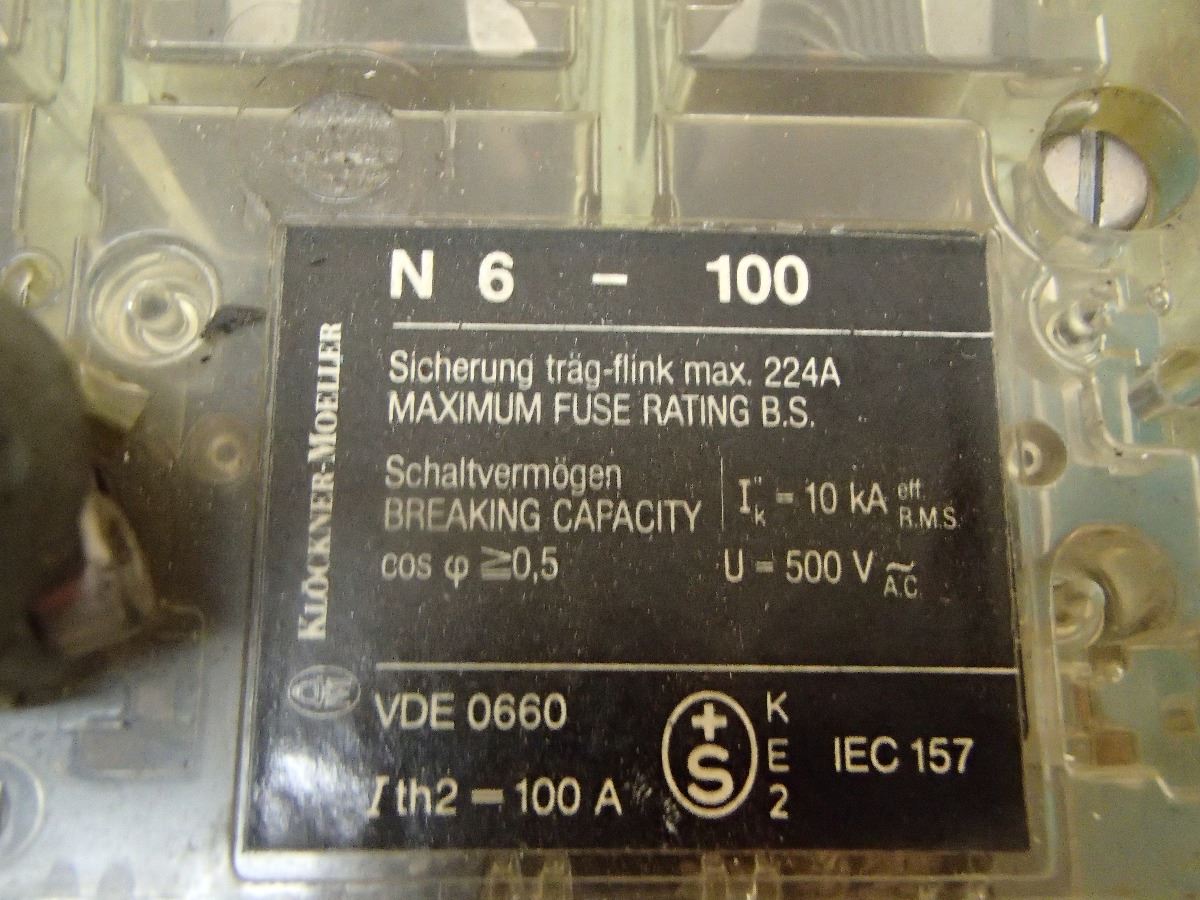 N 6 – 100
KLÖCKNER-MOELLER
Sicherung träg-flink max. 224A
MAXIMUM FUSE RATING B.S.
Schaltvermögen
BREAKING CAPACITY
I"k = 10 kA eff. R.M.S.
cos φ ≧0,5
U = 500 V ~ A.C.
VDE 0660
+S
K
E
2
IEC 157
Ith2 = 100 A